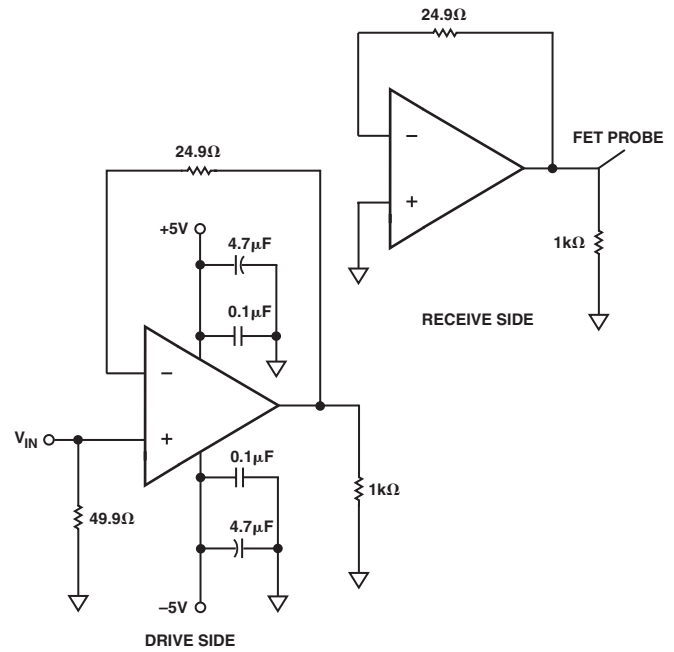 24.9Ω
FET PROBE
−
+
1kΩ
RECEIVE SIDE
24.9Ω
+5V
4.7μF
0.1μF
−
+
VIN
49.9Ω
0.1μF
4.7μF
1kΩ
–5V
DRIVE SIDE